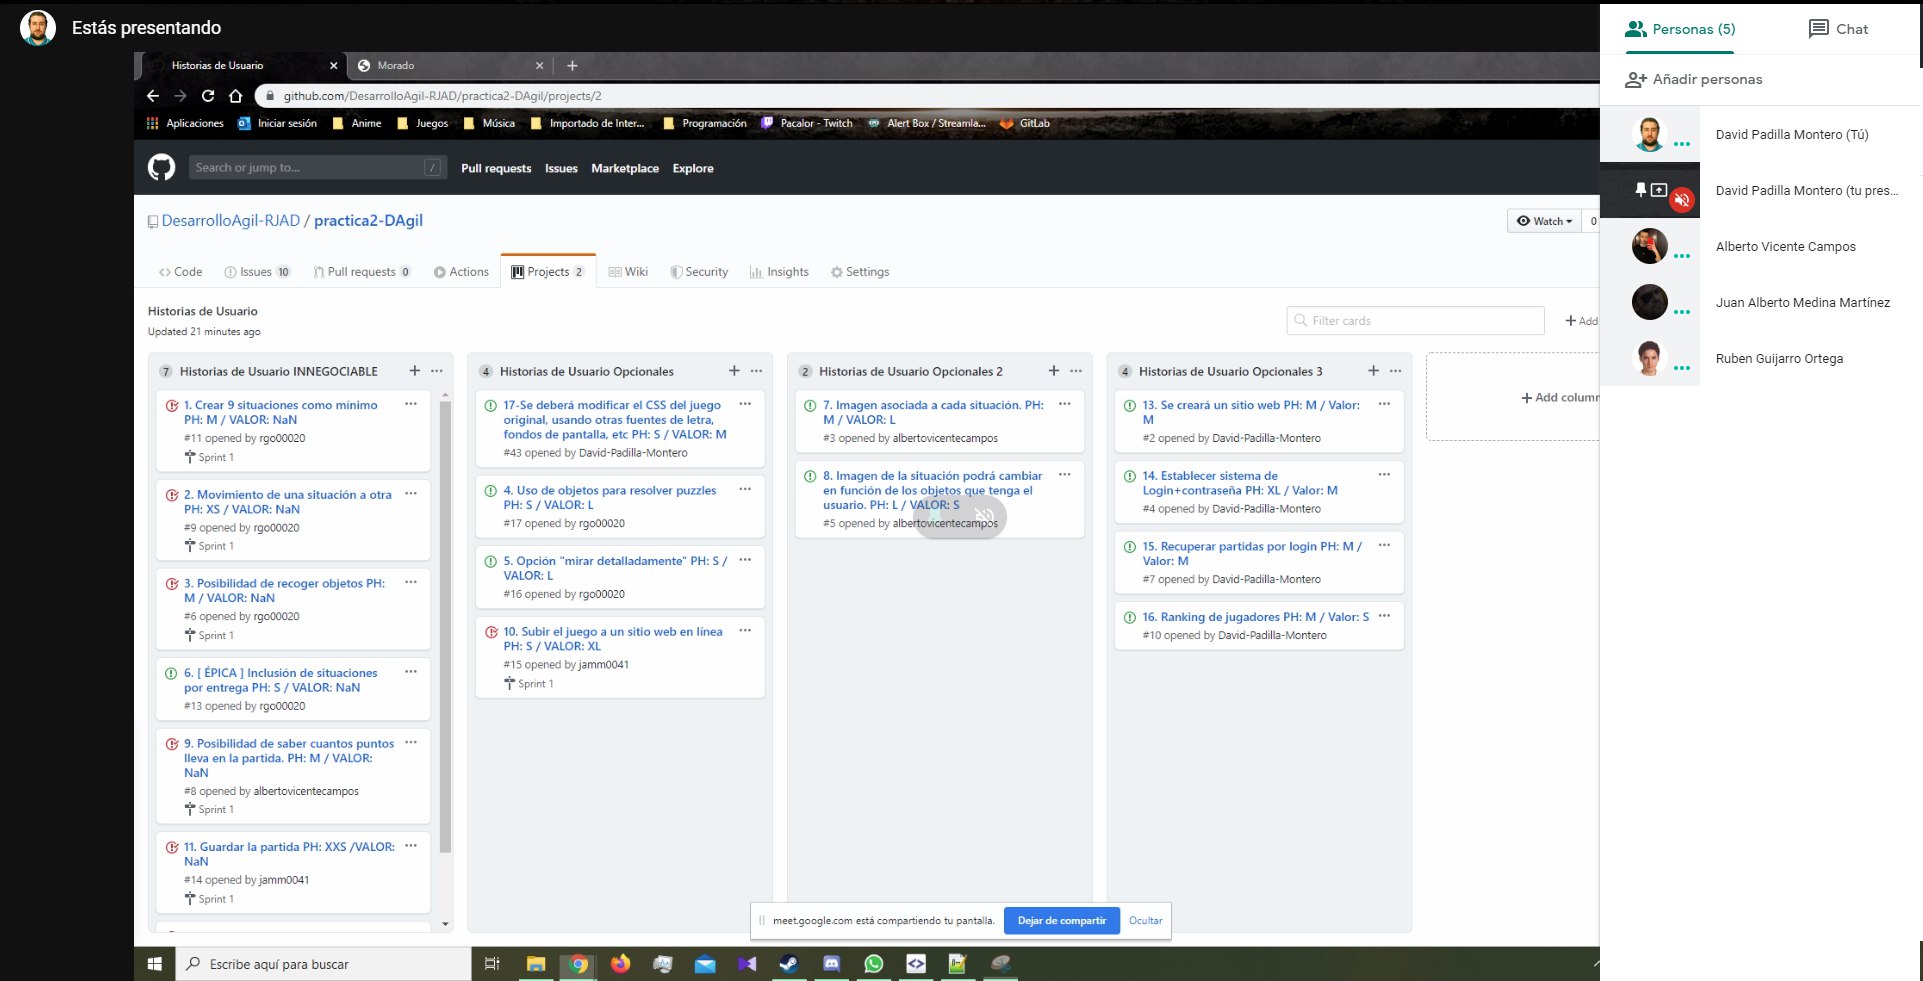 Estás presentando
Historias de Usuario
Morado
github.com/DesarrolloAgil-RJAD/practica2-DAgil/projects/2
Aplicaciones Iniciar sesión Anime Juegos Música Importado de Inter... Programación Pacalor - Twitch Alert Box / Streamla... GitLab
Search or jump to... /
Pull requests Issues Marketplace Explore
DesarrolloAgil-RJAD / practica2-DAgil
Watch 0
Code Issues 10 Pull requests 0 Actions Projects 2 Wiki Security Insights Settings
Historias de Usuario
Updated 21 minutes ago
Filter cards
Add
7 Historias de Usuario INNEGOCIABLE
1. Crear 9 situaciones como mínimo
PH: M / VALOR: NaN
#11 opened by rgo00020
Sprint 1
2. Movimiento de una situación a otra
PH: XS / VALOR: NaN
#9 opened by rgo00020
Sprint 1
3. Posibilidad de recoger objetos PH:
M / VALOR: NaN
#6 opened by rgo00020
Sprint 1
6. [ ÉPICA ] Inclusión de situaciones
por entrega PH: S / VALOR: NaN
#13 opened by rgo00020
9. Posibilidad de saber cuantos puntos
lleva en la partida. PH: M / VALOR:
NaN
#8 opened by albertovicentecampos
Sprint 1
11. Guardar la partida PH: XXS /VALOR:
NaN
#14 opened by jamm0041
Sprint 1
4 Historias de Usuario Opcionales
17-Se deberá modificar el CSS del juego
original, usando otras fuentes de letra,
fondos de pantalla, etc PH: S / VALOR: M
#43 opened by David-Padilla-Montero
4. Uso de objetos para resolver puzzles
PH: S / VALOR: L
#17 opened by rgo00020
5. Opción "mirar detalladamente" PH: S /
VALOR: L
#16 opened by rgo00020
10. Subir el juego a un sitio web en línea
PH: S / VALOR: XL
#15 opened by jamm0041
Sprint 1
2 Historias de Usuario Opcionales 2
7. Imagen asociada a cada situación. PH:
M / VALOR: L
#3 opened by albertovicentecampos
8. Imagen de la situación podrá cambiar
en función de los objetos que tenga el
usuario. PH: L / VALOR: S
#5 opened by albertovicentecampos
4 Historias de Usuario Opcionales 3
13. Se creará un sitio web PH: M / Valor:
M
#2 opened by David-Padilla-Montero
14. Establecer sistema de
Login+contraseña PH: XL / Valor: M
#4 opened by David-Padilla-Montero
15. Recuperar partidas por login PH: M /
Valor: M
#7 opened by David-Padilla-Montero
16. Ranking de jugadores PH: M / Valor: S
#10 opened by David-Padilla-Montero
Add column
meet.google.com está compartiendo tu pantalla. Dejar de compartir Ocultar
Escribe aquí para buscar
Personas (5) Chat
Añadir personas
David Padilla Montero (Tú)
David Padilla Montero (tu pres...
Alberto Vicente Campos
Juan Alberto Medina Martínez
Ruben Guijarro Ortega